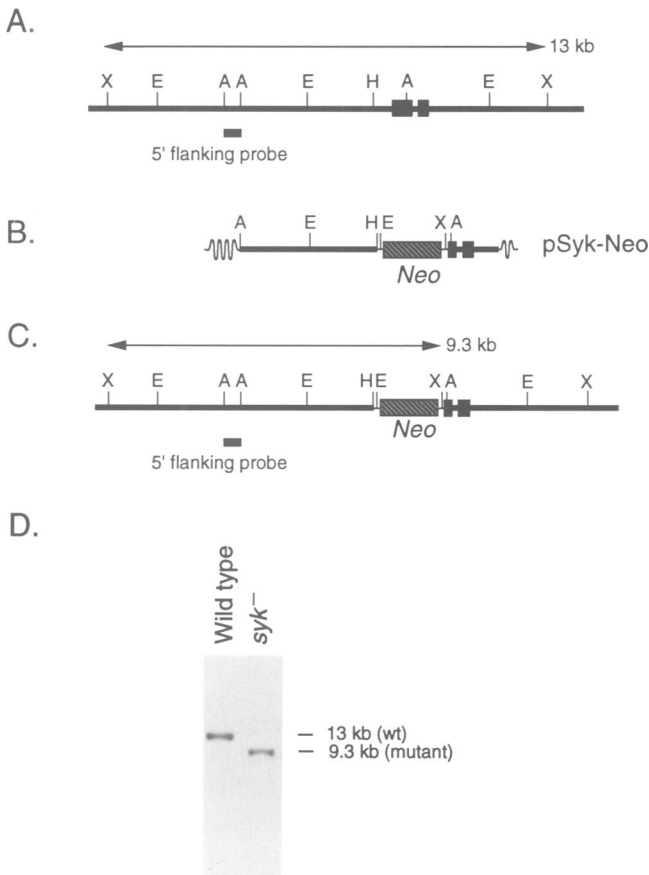 A.
13 kb
X E A A E H A E X
5' flanking probe
B.
A E H E X A
pSyk-Neo
Neo
C.
9.3 kb
X E A A E H E X A E X
Neo
5' flanking probe
D.
Wild type
syk−
13 kb (wt)
9.3 kb (mutant)